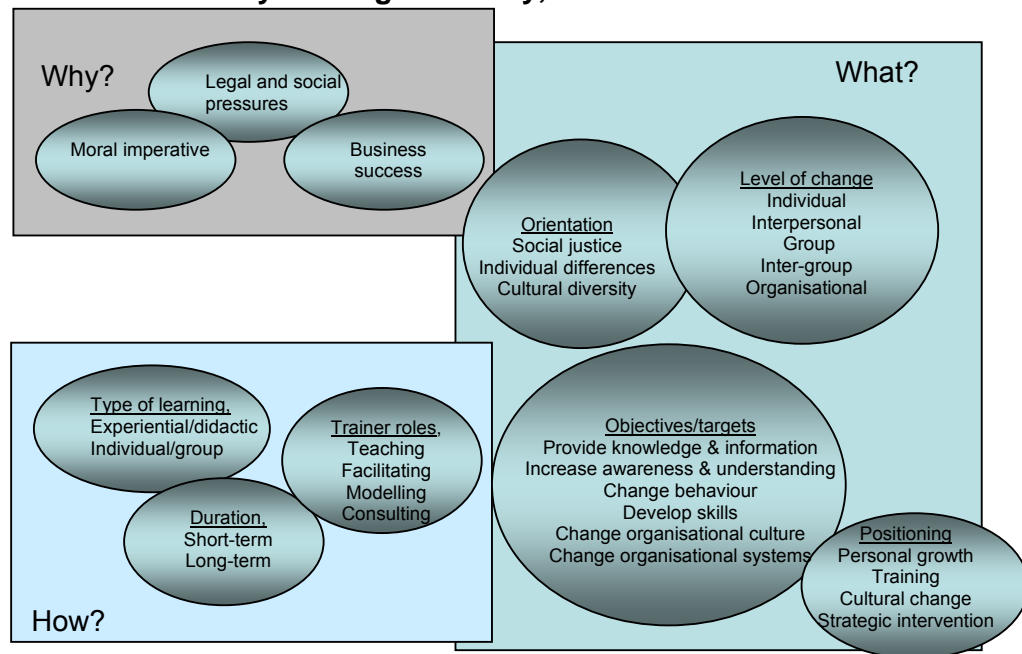 Why?
Legal and social
pressures
Moral imperative
Business
success
What?
Orientation
Social justice
Individual differences
Cultural diversity
Level of change
Individual
Interpersonal
Group
Inter-group
Organisational
Objectives/targets
Provide knowledge & information
Increase awareness & understanding
Change behaviour
Develop skills
Change organisational culture
Change organisational systems
Positioning
Personal growth
Training
Cultural change
Strategic intervention
Type of learning,
Experiential/didactic
Individual/group
Trainer roles,
Teaching
Facilitating
Modelling
Consulting
Duration,
Short-term
Long-term
How?